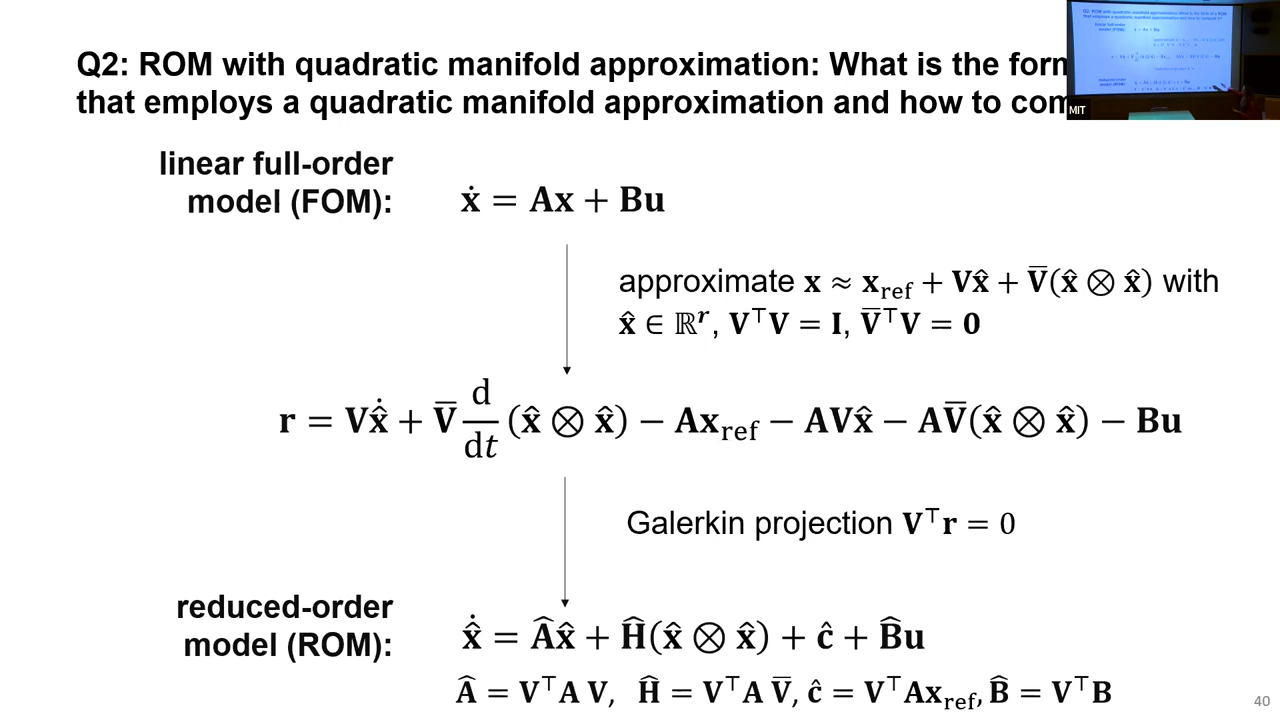 Q2: ROM with quadratic manifold approximation: What is the form
that employs a quadratic manifold approximation and how to com
MIT
linear full-order
model (FOM):
ẋ = Ax + Bu
approximate x ≈ x_ref + Vx̂ + V̅(x̂ ⊗ x̂) with
x̂ ∈ ℝ^r, V^⊤V = I, V̅^⊤V = 0
r = Vx̂̇ + V̅ d/dt (x̂ ⊗ x̂) − Ax_ref − AVx̂ − AV̅(x̂ ⊗ x̂) − Bu
Galerkin projection V^⊤r = 0
reduced-order
model (ROM):
x̂̇ = Âx̂ + Ĥ(x̂ ⊗ x̂) + ĉ + B̂u
Â = V^⊤A V, Ĥ = V^⊤A V̅, ĉ = V^⊤Ax_ref, B̂ = V^⊤B
40